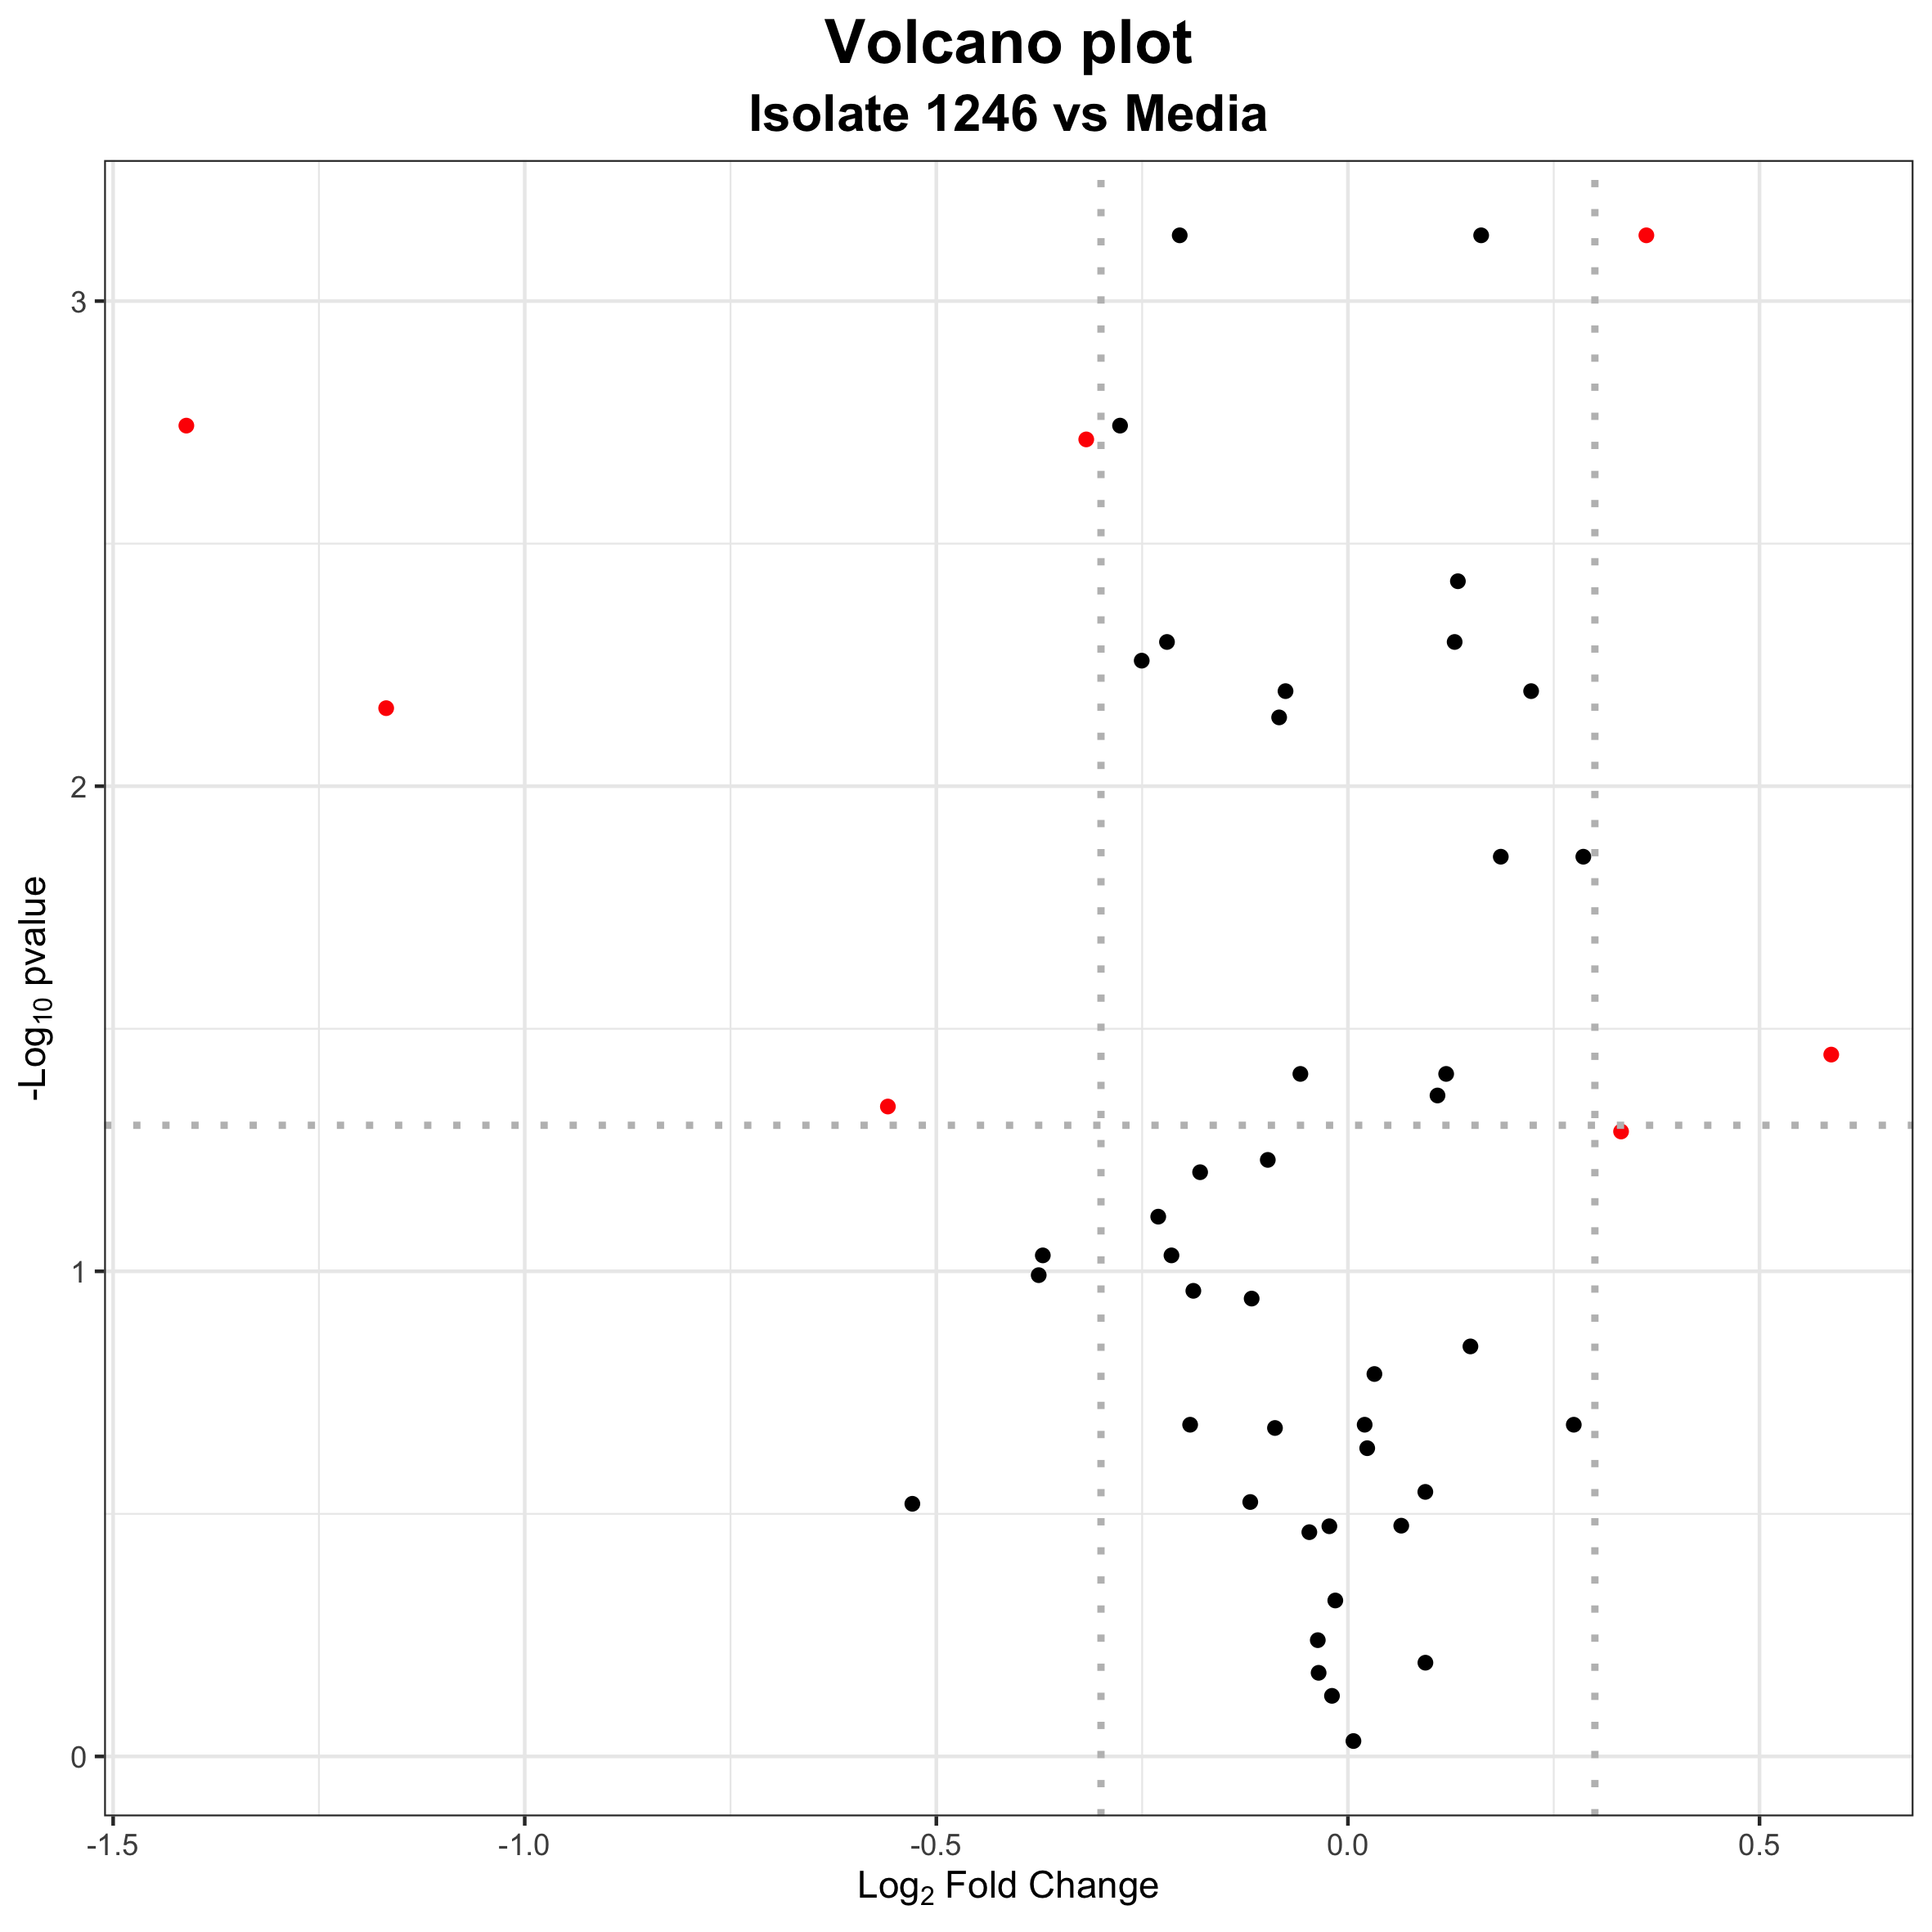 Volcano plot
Isolate 1246 vs Media
3
2
1
0
-Log10 pvalue
-1.5 -1.0 -0.5 0.0 0.5
Log2 Fold Change